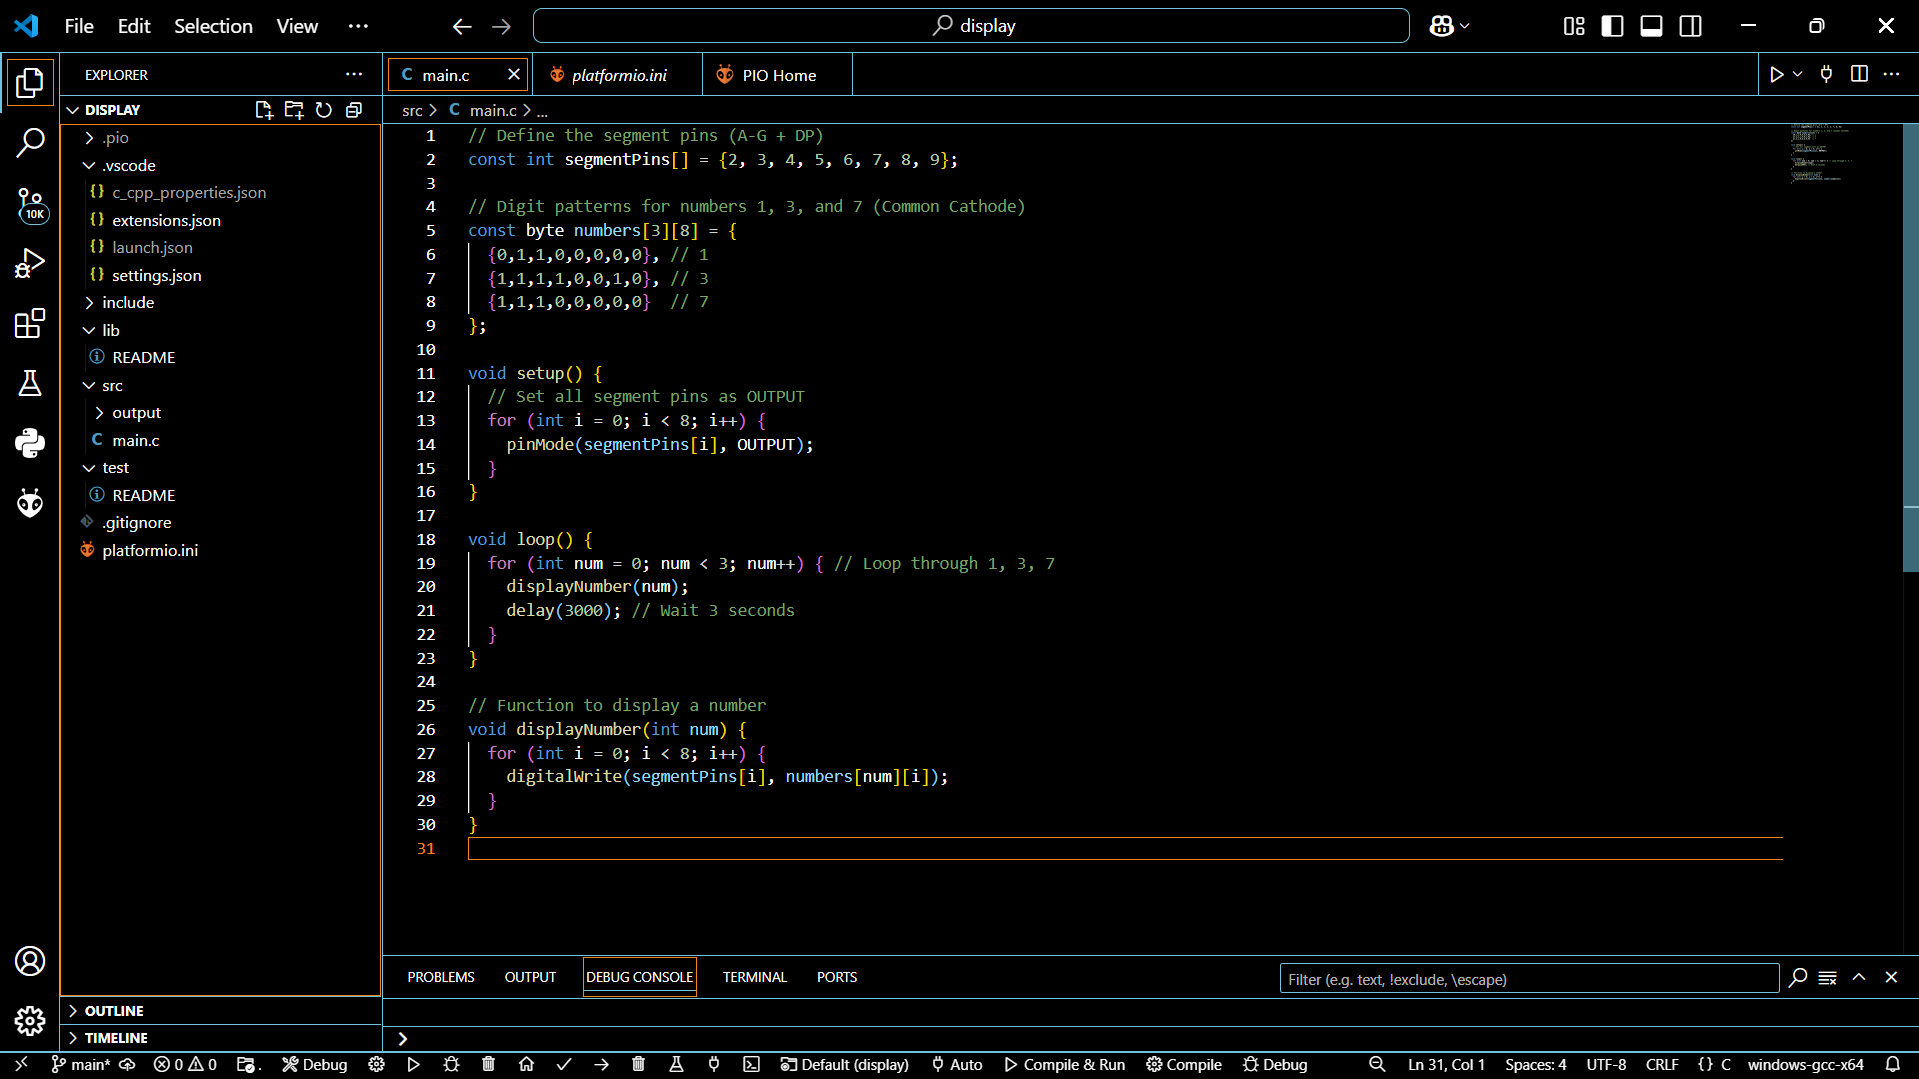 File Edit Selection View
display
EXPLORER
DISPLAY
.pio
.vscode
{} c_cpp_properties.json
{} extensions.json
{} launch.json
{} settings.json
include
lib
README
src
output
C main.c
test
README
.gitignore
platformio.ini
OUTLINE
TIMELINE
10K
C main.c
platformio.ini
PIO Home
src > C main.c > ...
1 // Define the segment pins (A-G + DP)
2 const int segmentPins[] = {2, 3, 4, 5, 6, 7, 8, 9};
3
4 // Digit patterns for numbers 1, 3, and 7 (Common Cathode)
5 const byte numbers[3][8] = {
6 {0,1,1,0,0,0,0,0}, // 1
7 {1,1,1,1,0,0,1,0}, // 3
8 {1,1,1,0,0,0,0,0} // 7
9 };
10
11 void setup() {
12 // Set all segment pins as OUTPUT
13 for (int i = 0; i < 8; i++) {
14 pinMode(segmentPins[i], OUTPUT);
15 }
16 }
17
18 void loop() {
19 for (int num = 0; num < 3; num++) { // Loop through 1, 3, 7
20 displayNumber(num);
21 delay(3000); // Wait 3 seconds
22 }
23 }
24
25 // Function to display a number
26 void displayNumber(int num) {
27 for (int i = 0; i < 8; i++) {
28 digitalWrite(segmentPins[i], numbers[num][i]);
29 }
30 }
31
PROBLEMS OUTPUT DEBUG CONSOLE TERMINAL PORTS
Filter (e.g. text, !exclude, \escape)
main* 0 0 . Debug Default (display) Auto Compile & Run Compile Debug Ln 31, Col 1 Spaces: 4 UTF-8 CRLF {} C windows-gcc-x64